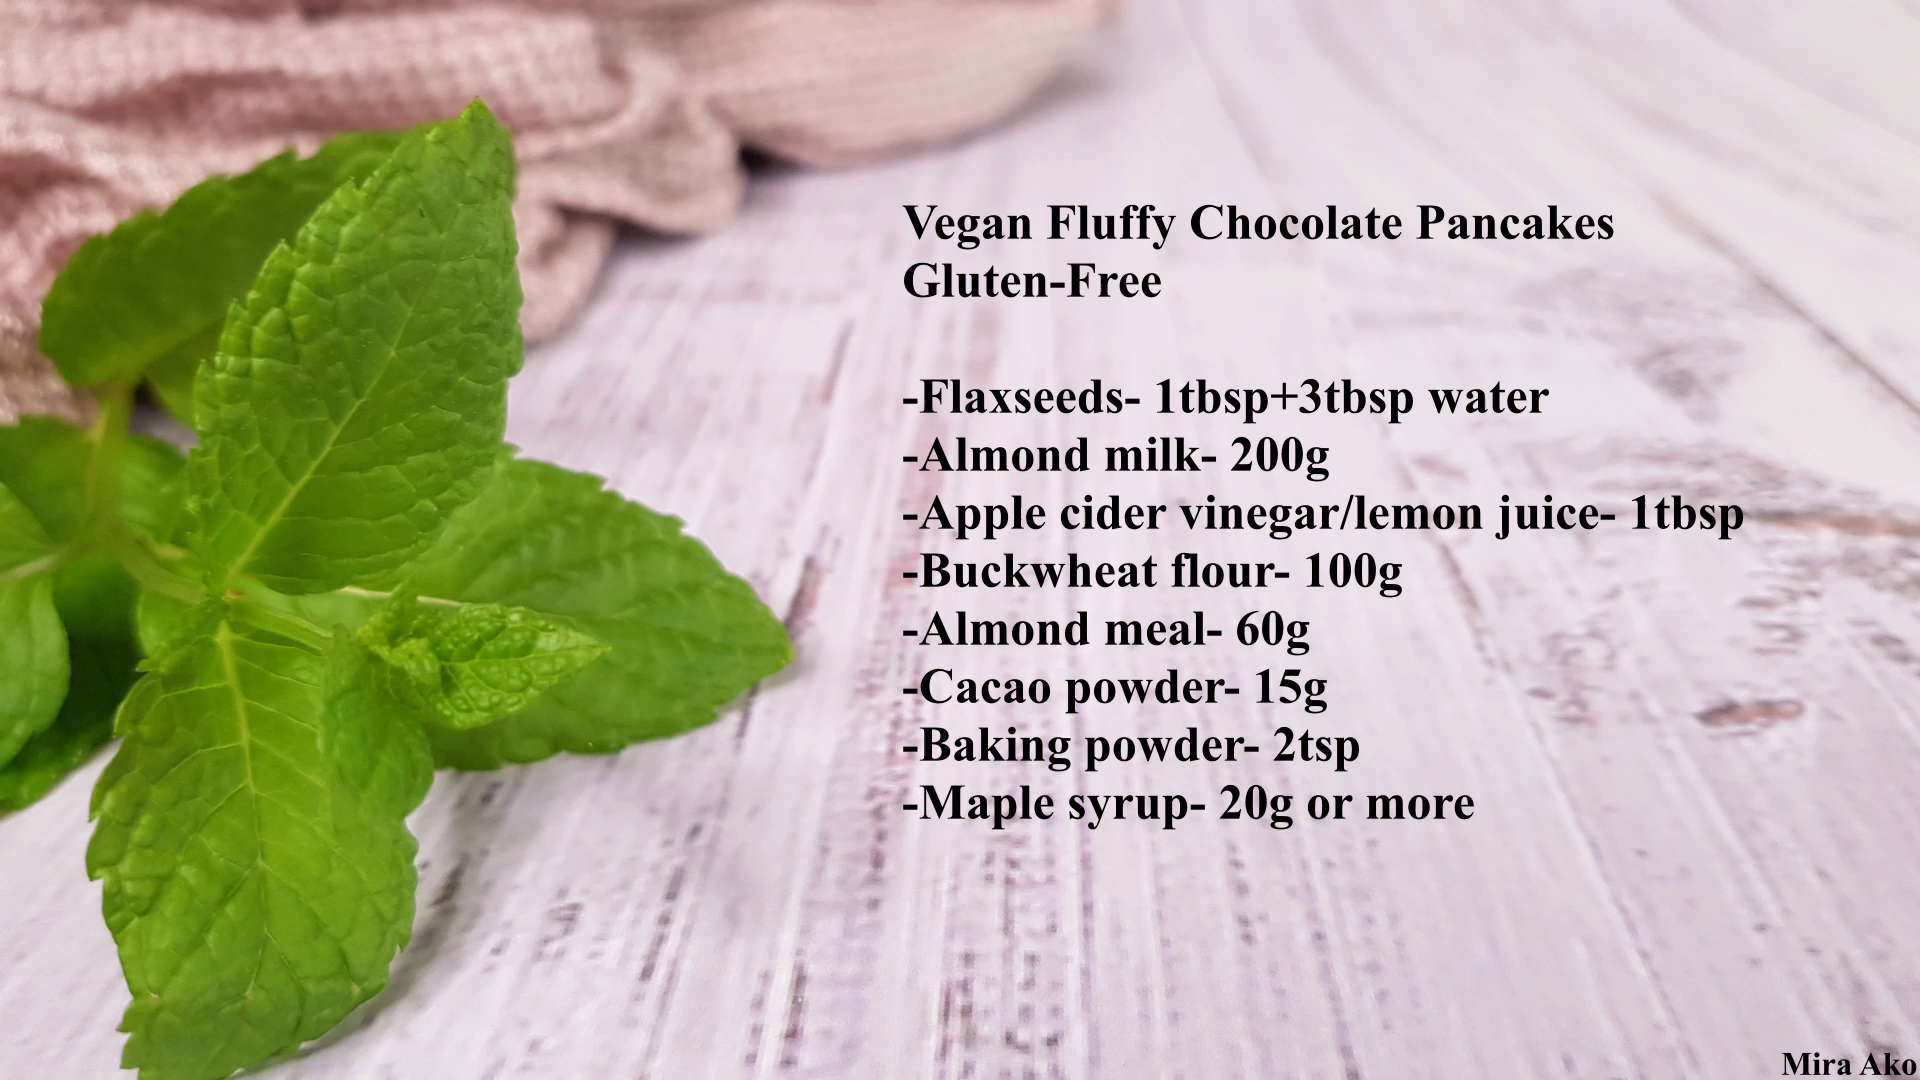 Vegan Fluffy Chocolate Pancakes
Gluten-Free
-Flaxseeds- 1tbsp+3tbsp water
-Almond milk- 200g
-Apple cider vinegar/lemon juice- 1tbsp
-Buckwheat flour- 100g
-Almond meal- 60g
-Cacao powder- 15g
-Baking powder- 2tsp
-Maple syrup- 20g or more
Mira Ako